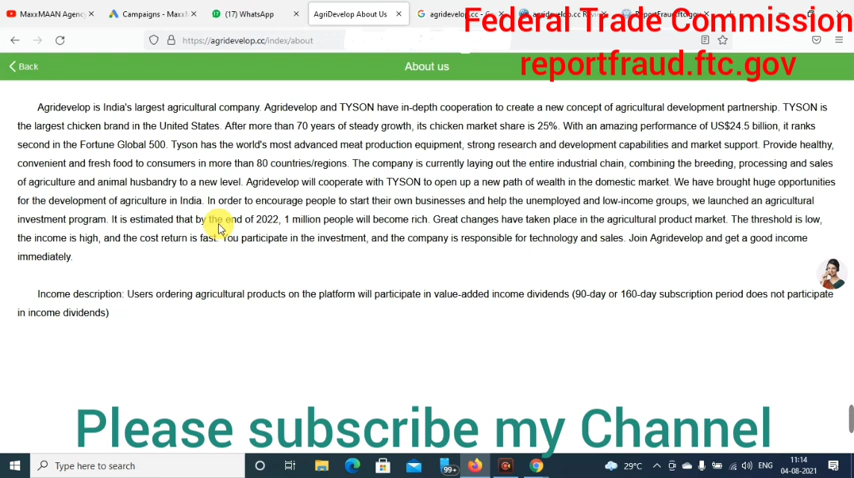 MaxxMAAN Agency
Campaigns - MaxxM
(17) WhatsApp
AgriDevelop About Us
agridevelop.cc - G
agridevelop.cc Revi
ReportFraud.ftc.gov
Federal Trade Commission
https://agridevelop.cc/index/about
reportfraud.ftc.gov
Back
About us
Agridevelop is India's largest agricultural company. Agridevelop and TYSON have in-depth cooperation to create a new concept of agricultural development partnership. TYSON is
the largest chicken brand in the United States. After more than 70 years of steady growth, its chicken market share is 25%. With an amazing performance of US$24.5 billion, it ranks
second in the Fortune Global 500. Tyson has the world's most advanced meat production equipment, strong research and development capabilities and market support. Provide healthy,
convenient and fresh food to consumers in more than 80 countries/regions. The company is currently laying out the entire industrial chain, combining the breeding, processing and sales
of agriculture and animal husbandry to a new level. Agridevelop will cooperate with TYSON to open up a new path of wealth in the domestic market. We have brought huge opportunities
for the development of agriculture in India. In order to encourage people to start their own businesses and help the unemployed and low-income groups, we launched an agricultural
investment program. It is estimated that by the end of 2022, 1 million people will become rich. Great changes have taken place in the agricultural product market. The threshold is low,
the income is high, and the cost return is fast. You participate in the investment, and the company is responsible for technology and sales. Join Agridevelop and get a good income
immediately.
Income description: Users ordering agricultural products on the platform will participate in value-added income dividends (90-day or 160-day subscription period does not participate
in income dividends)
Please subscribe my Channel
Type here to search
99+
29°C
ENG
11:14
04-08-2021